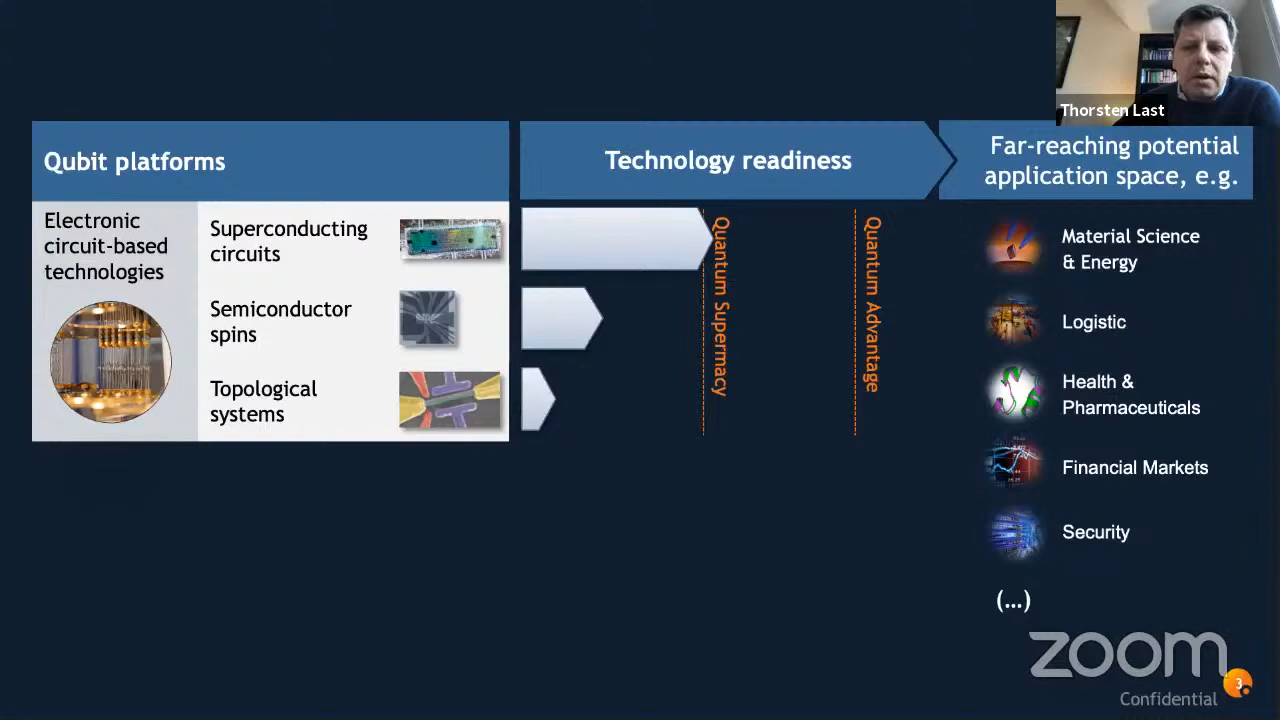 Thorsten Last
Qubit platforms
Technology readiness
Far-reaching potential
application space, e.g.
Electronic
circuit-based
technologies
Superconducting
circuits
Semiconductor
spins
Topological
systems
Quantum Supermacy
Quantum Advantage
Material Science
& Energy
Logistic
Health &
Pharmaceuticals
Financial Markets
Security
(...)
zoom
3
Confidential